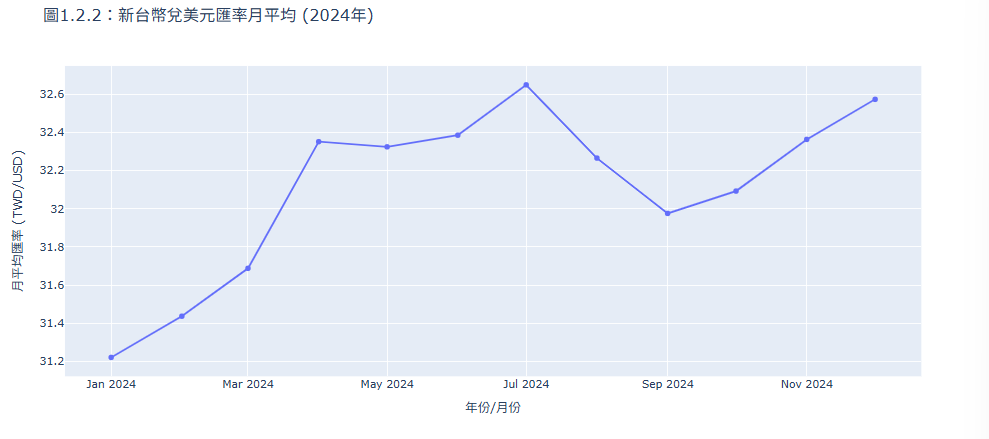 圖1.2.2：新台幣兌美元匯率月平均 (2024年)
月平均匯率 (TWD/USD)
32.6
32.4
32.2
32
31.8
31.6
31.4
31.2
Jan 2024
Mar 2024
May 2024
Jul 2024
Sep 2024
Nov 2024
年份/月份